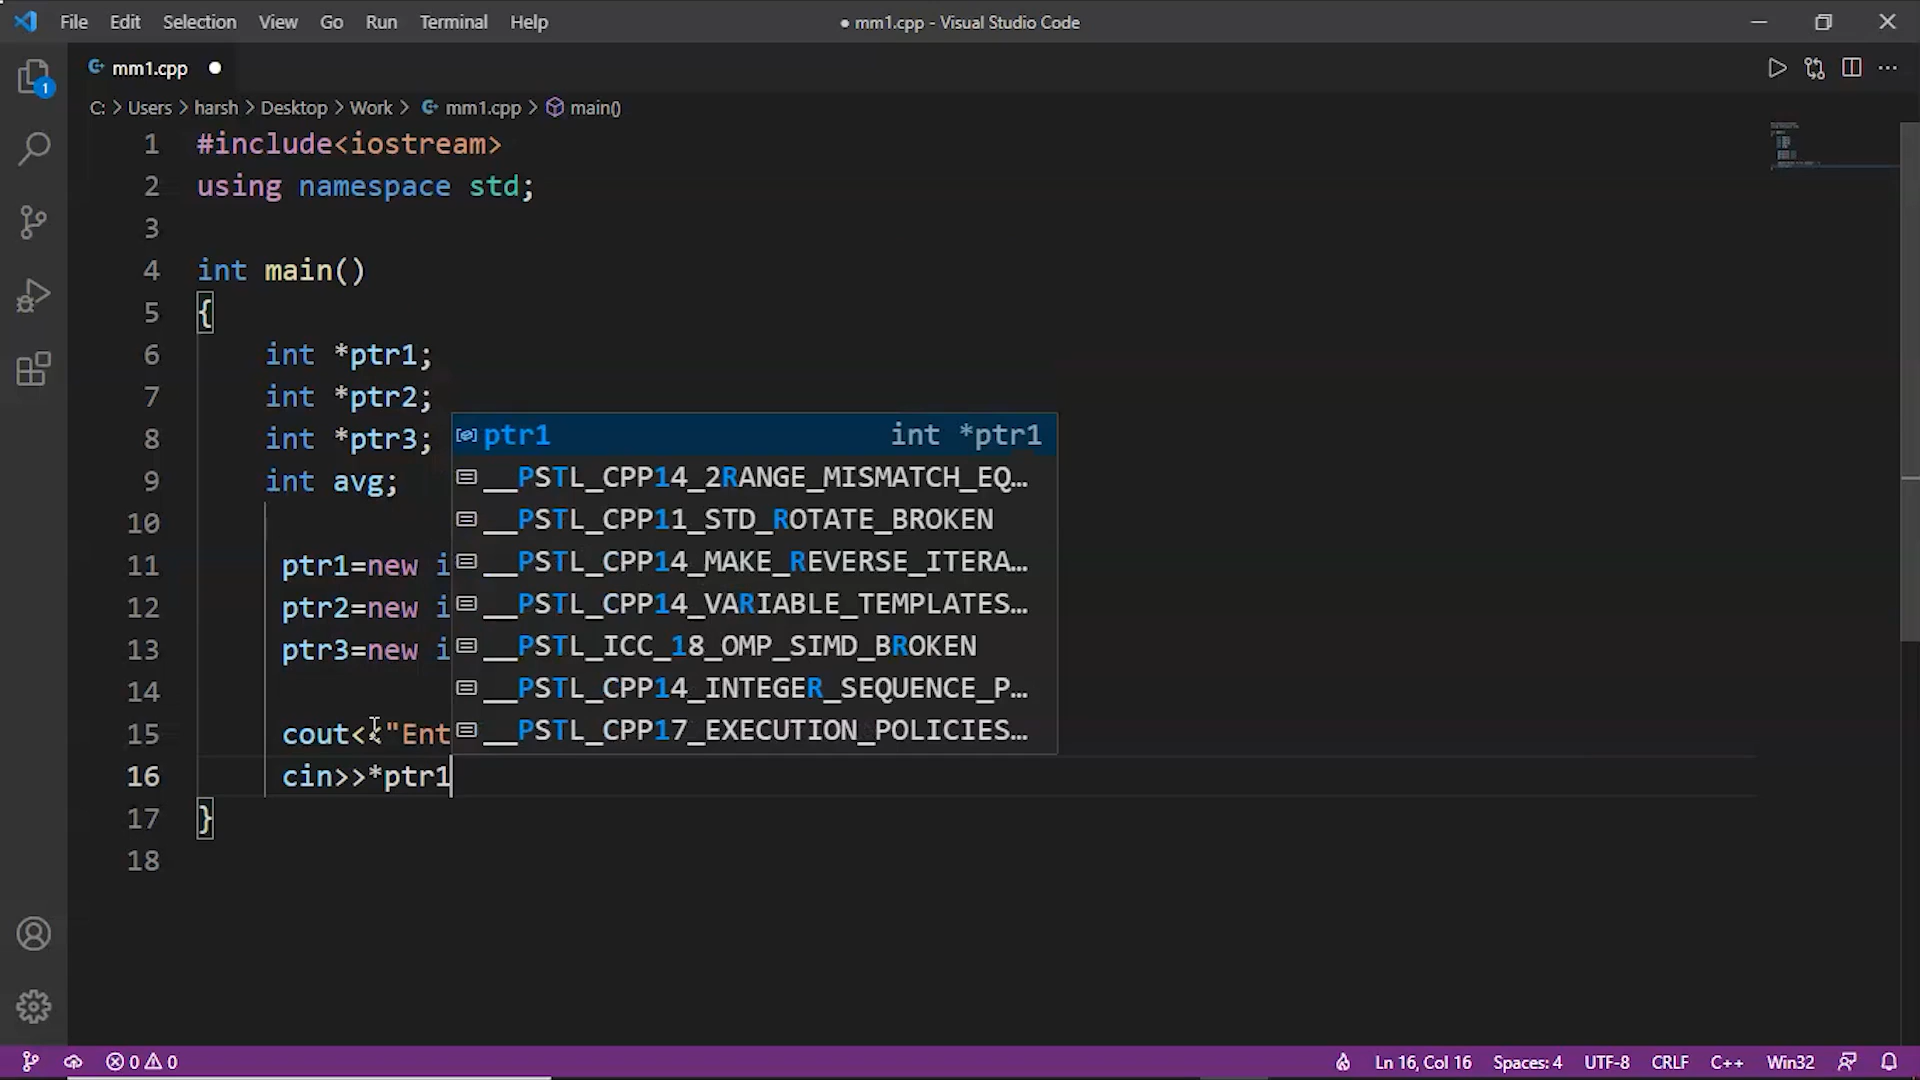 File Edit Selection View Go Run Terminal Help ● mm1.cpp - Visual Studio Code
mm1.cpp ●
C: > Users > harsh > Desktop > Work > mm1.cpp > main()
1 #include<iostream>
2 using namespace std;
3
4 int main()
5 {
6 int *ptr1;
7 int *ptr2;
8 int *ptr3;
9 int avg;
10
11 ptr1=new i
12 ptr2=new i
13 ptr3=new i
14
15 cout<<"Ent
16 cin>>*ptr1
17 }
18
ptr1 int *ptr1
__PSTL_CPP14_2RANGE_MISMATCH_EQ…
__PSTL_CPP11_STD_ROTATE_BROKEN
__PSTL_CPP14_MAKE_REVERSE_ITERA…
__PSTL_CPP14_VARIABLE_TEMPLATES…
__PSTL_ICC_18_OMP_SIMD_BROKEN
__PSTL_CPP14_INTEGER_SEQUENCE_P…
__PSTL_CPP17_EXECUTION_POLICIES…
1
0 0 Ln 16, Col 16 Spaces: 4 UTF-8 CRLF C++ Win32